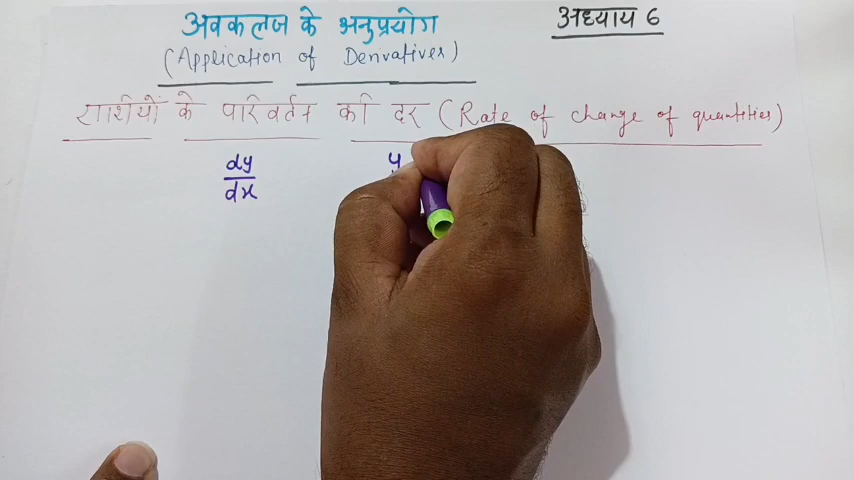 अवकलज के अनुप्रयोग
अध्याय 6
(Application of Derivatives)
राशियों के परिवर्तन की दर (Rate of change of quantities)
dy/dx y